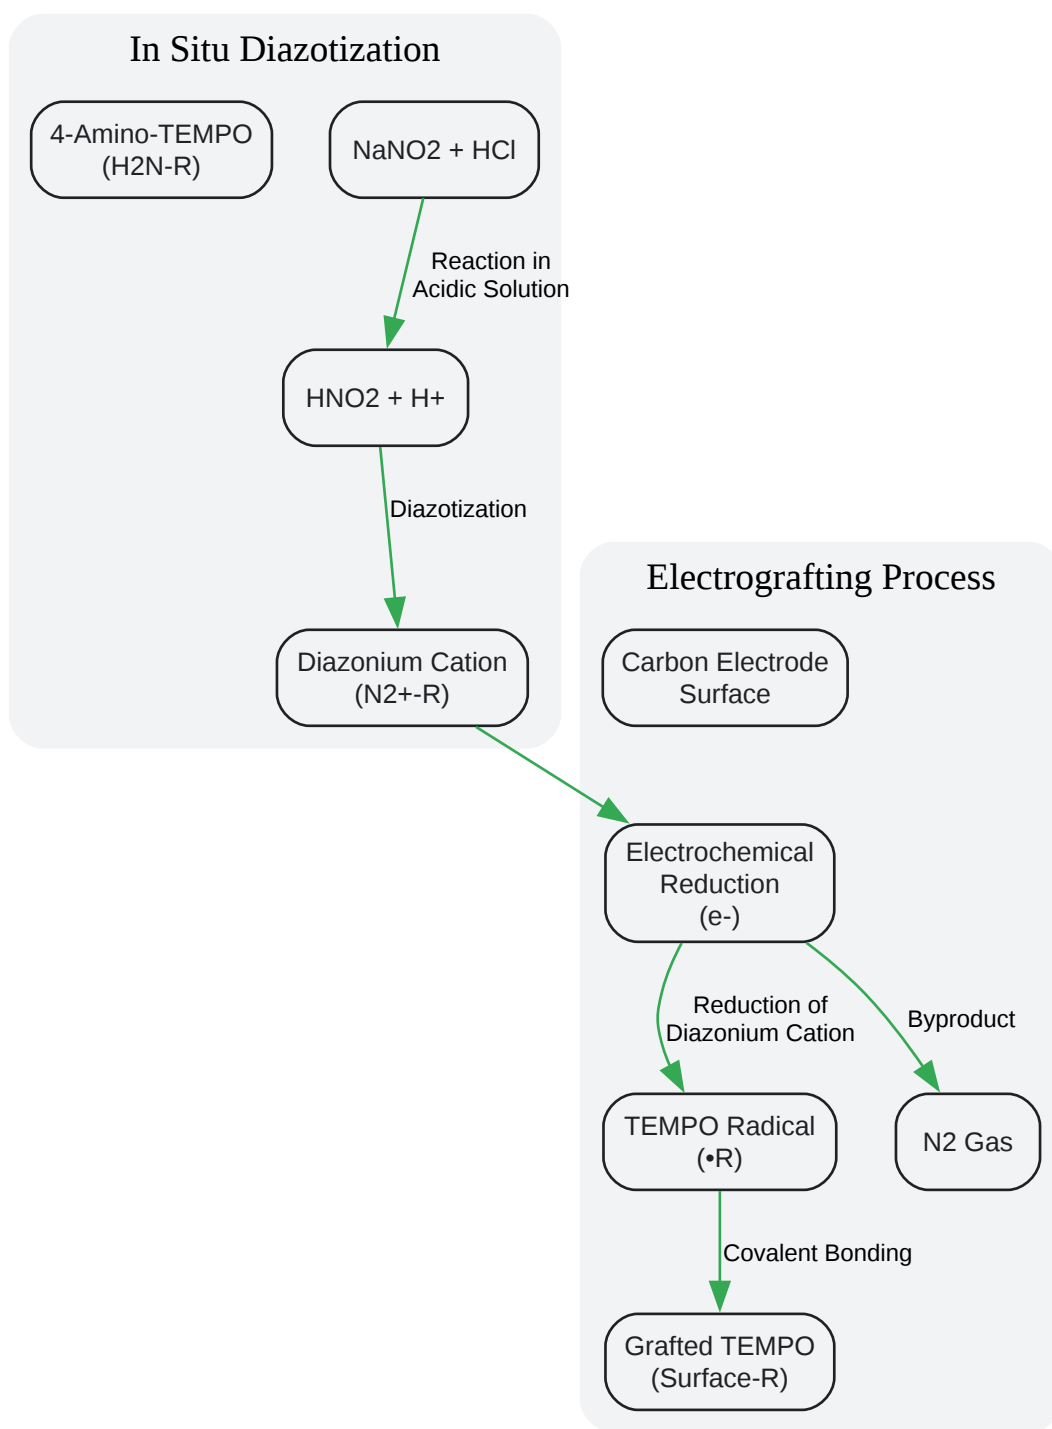 In Situ Diazotization
4-Amino-TEMPO
(H2N-R)
NaNO2 + HCl
Reaction in
Acidic Solution
HNO2 + H+
Diazotization
Diazonium Cation
(N2+-R)
Electrografting Process
Carbon Electrode
Surface
Electrochemical
Reduction
(e-)
Reduction of
Diazonium Cation
Byproduct
TEMPO Radical
(•R)
N2 Gas
Covalent Bonding
Grafted TEMPO
(Surface-R)